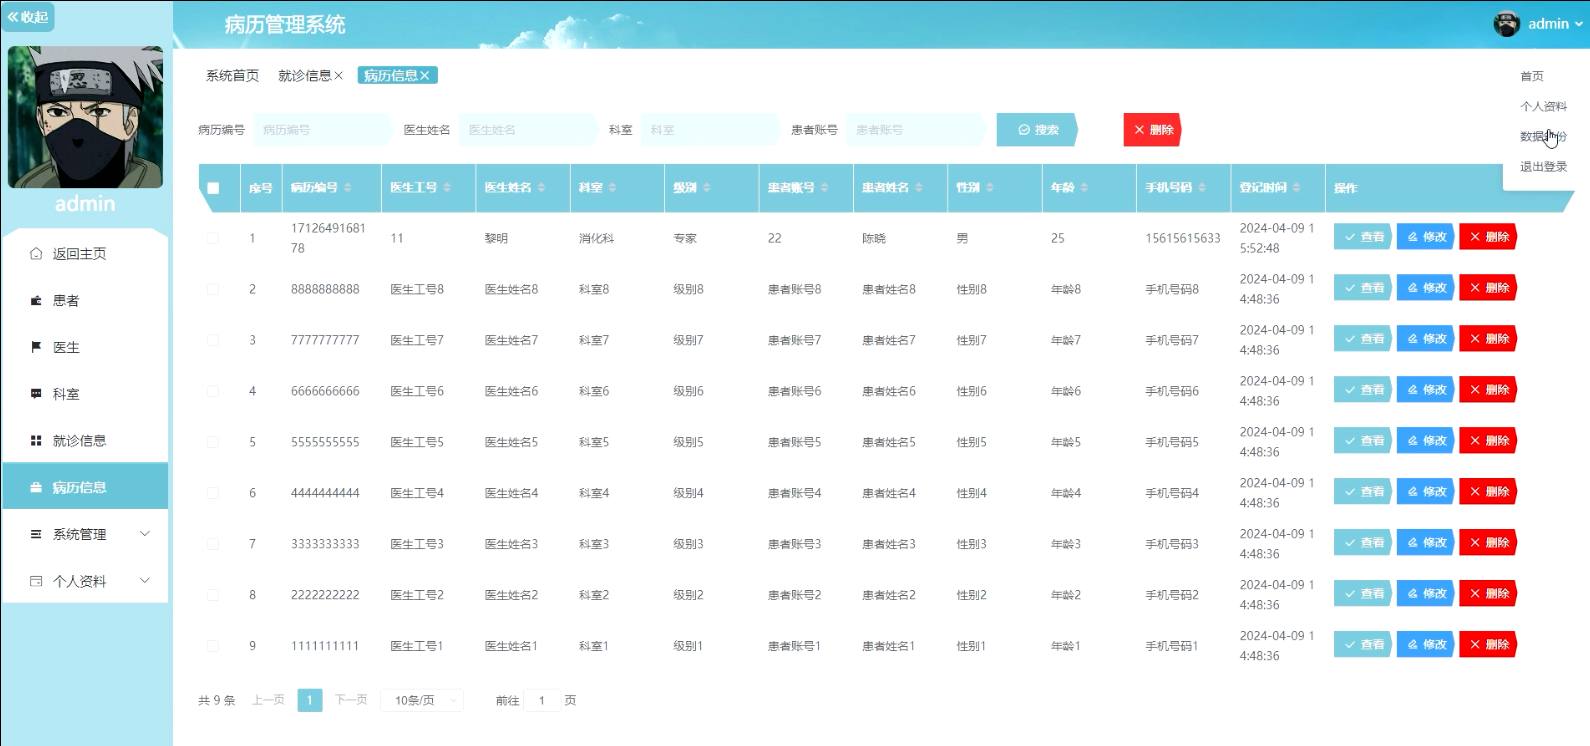 收起
病历管理系统
admin
首页
个人资料
退出登录
admin
返回主页
患者
医生
科室
就诊信息
病历信息
系统管理
个人资料
系统首页 就诊信息 病历信息
病历编号 病历编号 医生姓名 医生姓名 科室 科室 患者账号 患者账号 搜索 删除
序号 病历编号 医生工号 医生姓名 科室 级别 患者账号 患者姓名 性别 年龄 手机号码 登记时间 操作
1 17126491681 11 黎明 消化科 专家 22 陈晓 男 25 15615615633 2024-04-09 1 查看 修改 删除
78 5:52:48
2 8888888888 医生工号8 医生姓名8 科室8 级别8 患者账号8 患者姓名8 性别8 年龄8 手机号码8 2024-04-09 1 查看 修改 删除
4:48:36
3 7777777777 医生工号7 医生姓名7 科室7 级别7 患者账号7 患者姓名7 性别7 年龄7 手机号码7 2024-04-09 1 查看 修改 删除
4:48:36
4 6666666666 医生工号6 医生姓名6 科室6 级别6 患者账号6 患者姓名6 性别6 年龄6 手机号码6 2024-04-09 1 查看 修改 删除
4:48:36
5 5555555555 医生工号5 医生姓名5 科室5 级别5 患者账号5 患者姓名5 性别5 年龄5 手机号码5 2024-04-09 1 查看 修改 删除
4:48:36
6 4444444444 医生工号4 医生姓名4 科室4 级别4 患者账号4 患者姓名4 性别4 年龄4 手机号码4 2024-04-09 1 查看 修改 删除
4:48:36
7 3333333333 医生工号3 医生姓名3 科室3 级别3 患者账号3 患者姓名3 性别3 年龄3 手机号码3 2024-04-09 1 查看 修改 删除
4:48:36
8 2222222222 医生工号2 医生姓名2 科室2 级别2 患者账号2 患者姓名2 性别2 年龄2 手机号码2 2024-04-09 1 查看 修改 删除
4:48:36
9 1111111111 医生工号1 医生姓名1 科室1 级别1 患者账号1 患者姓名1 性别1 年龄1 手机号码1 2024-04-09 1 查看 修改 删除
4:48:36
共 9 条 上一页 1 下一页 10条/页 前往 1 页